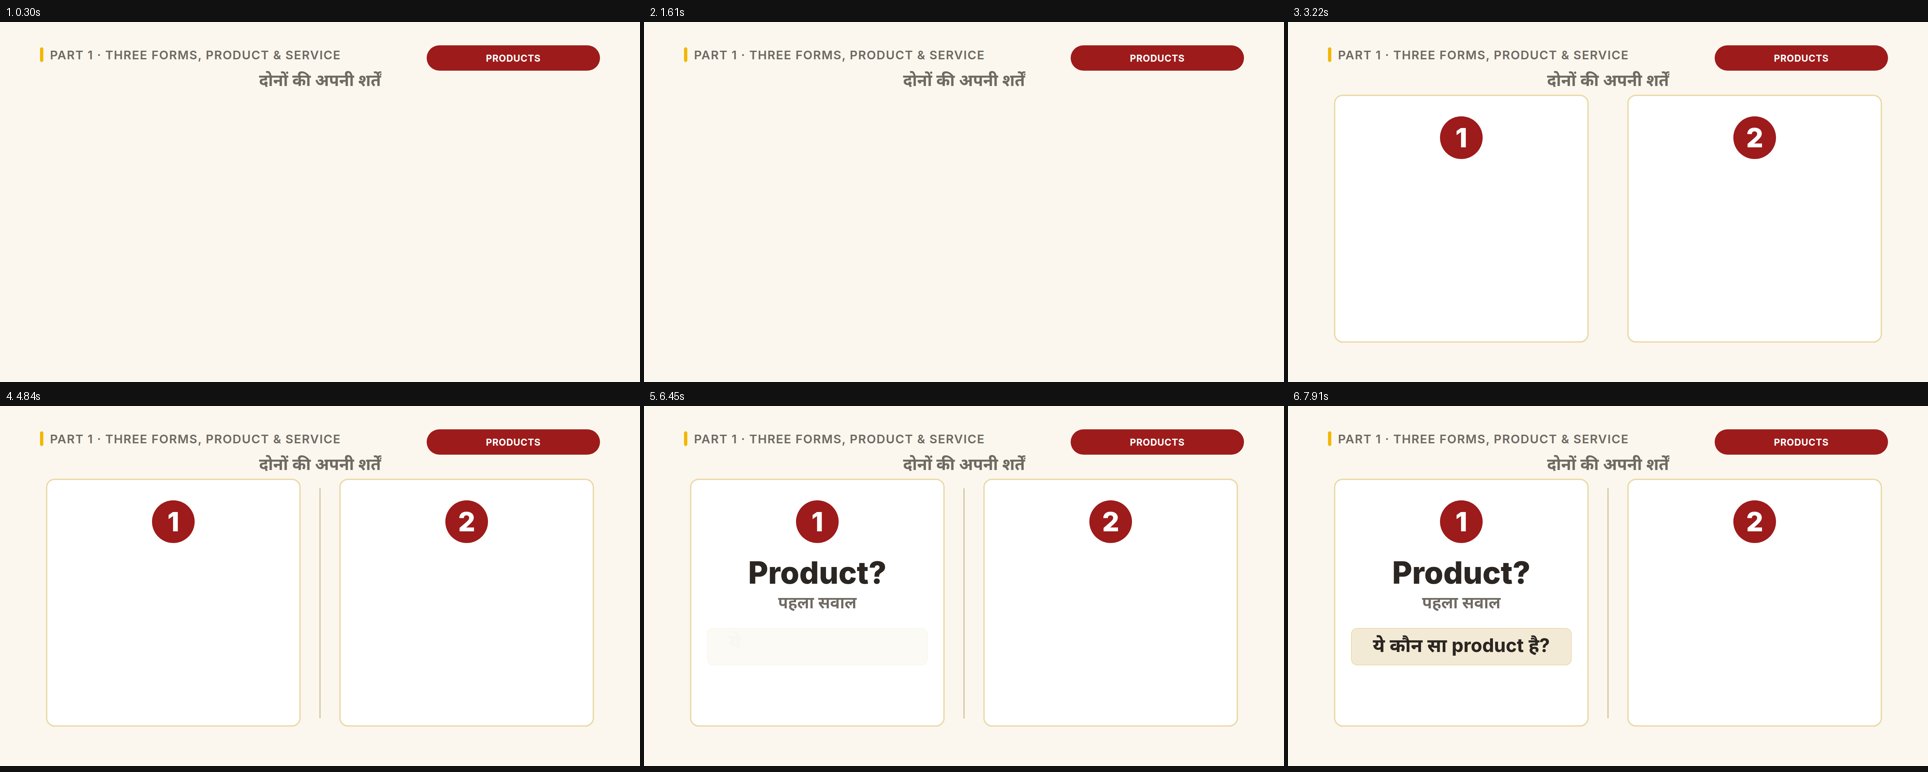 1. 0.30s
PART 1 · THREE FORMS, PRODUCT & SERVICE
PRODUCTS
दोनों की अपनी शर्तें
2. 1.61s
PART 1 · THREE FORMS, PRODUCT & SERVICE
PRODUCTS
दोनों की अपनी शर्तें
3. 3.22s
PART 1 · THREE FORMS, PRODUCT & SERVICE
PRODUCTS
दोनों की अपनी शर्तें
1
2
4. 4.84s
PART 1 · THREE FORMS, PRODUCT & SERVICE
PRODUCTS
दोनों की अपनी शर्तें
1
2
5. 6.45s
PART 1 · THREE FORMS, PRODUCT & SERVICE
PRODUCTS
दोनों की अपनी शर्तें
1
2
Product?
पहला सवाल
ये
6. 7.91s
PART 1 · THREE FORMS, PRODUCT & SERVICE
PRODUCTS
दोनों की अपनी शर्तें
1
2
Product?
पहला सवाल
ये कौन सा product है?